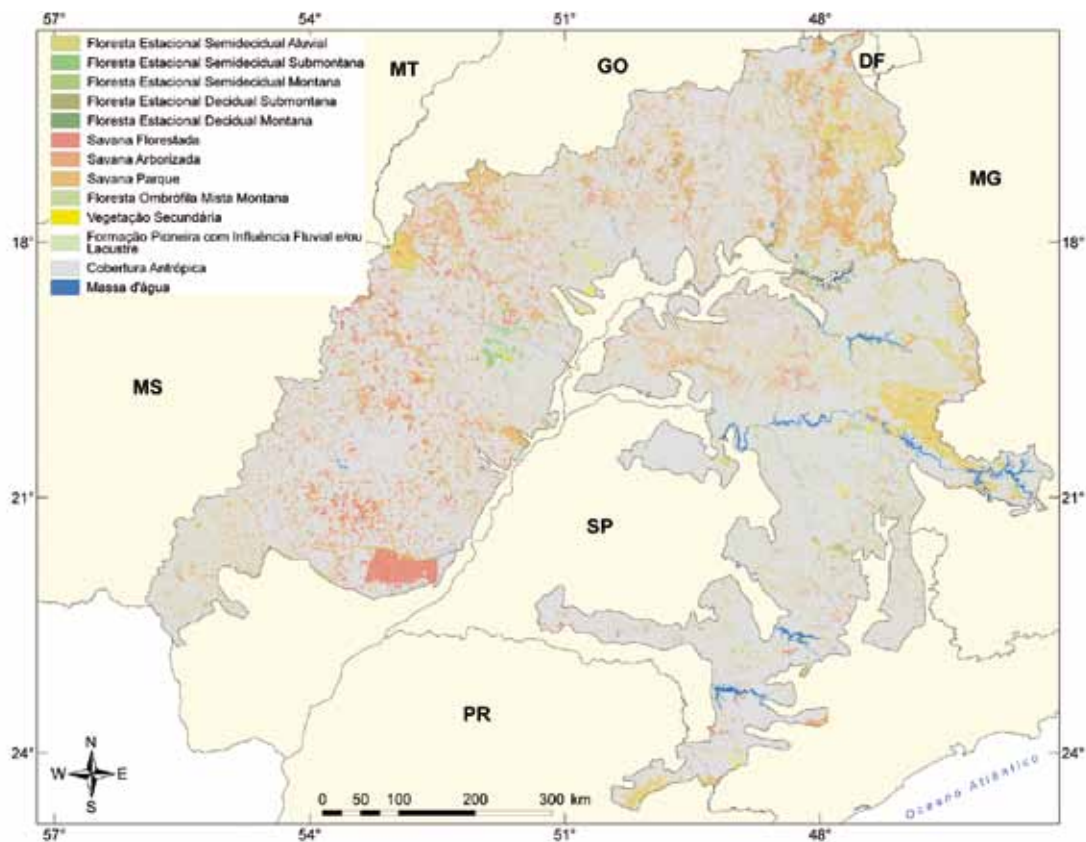 57°
54°
51°
48°
Floresta Estacional Semidecidual Aluvial
Floresta Estacional Semidecidual Submontana
Floresta Estacional Semidecidual Montana
Floresta Estacional Decidual Submontana
Floresta Estacional Decidual Montana
Savana Florestada
Savana Arborizada
Savana Parque
Floresta Ombrófila Mista Montana
Vegetação Secundária
Formação Pioneira com Influência Fluvial e/ou
Lacustre
Cobertura Antrópica
Massa d'água
MT
GO
DF
MG
18°
18°
MS
MG
21°
21°
SP
PR
24°
24°
N
W
E
S
0 50 100 200 300 km
Oceano Atlântico
57°
54°
51°
48°